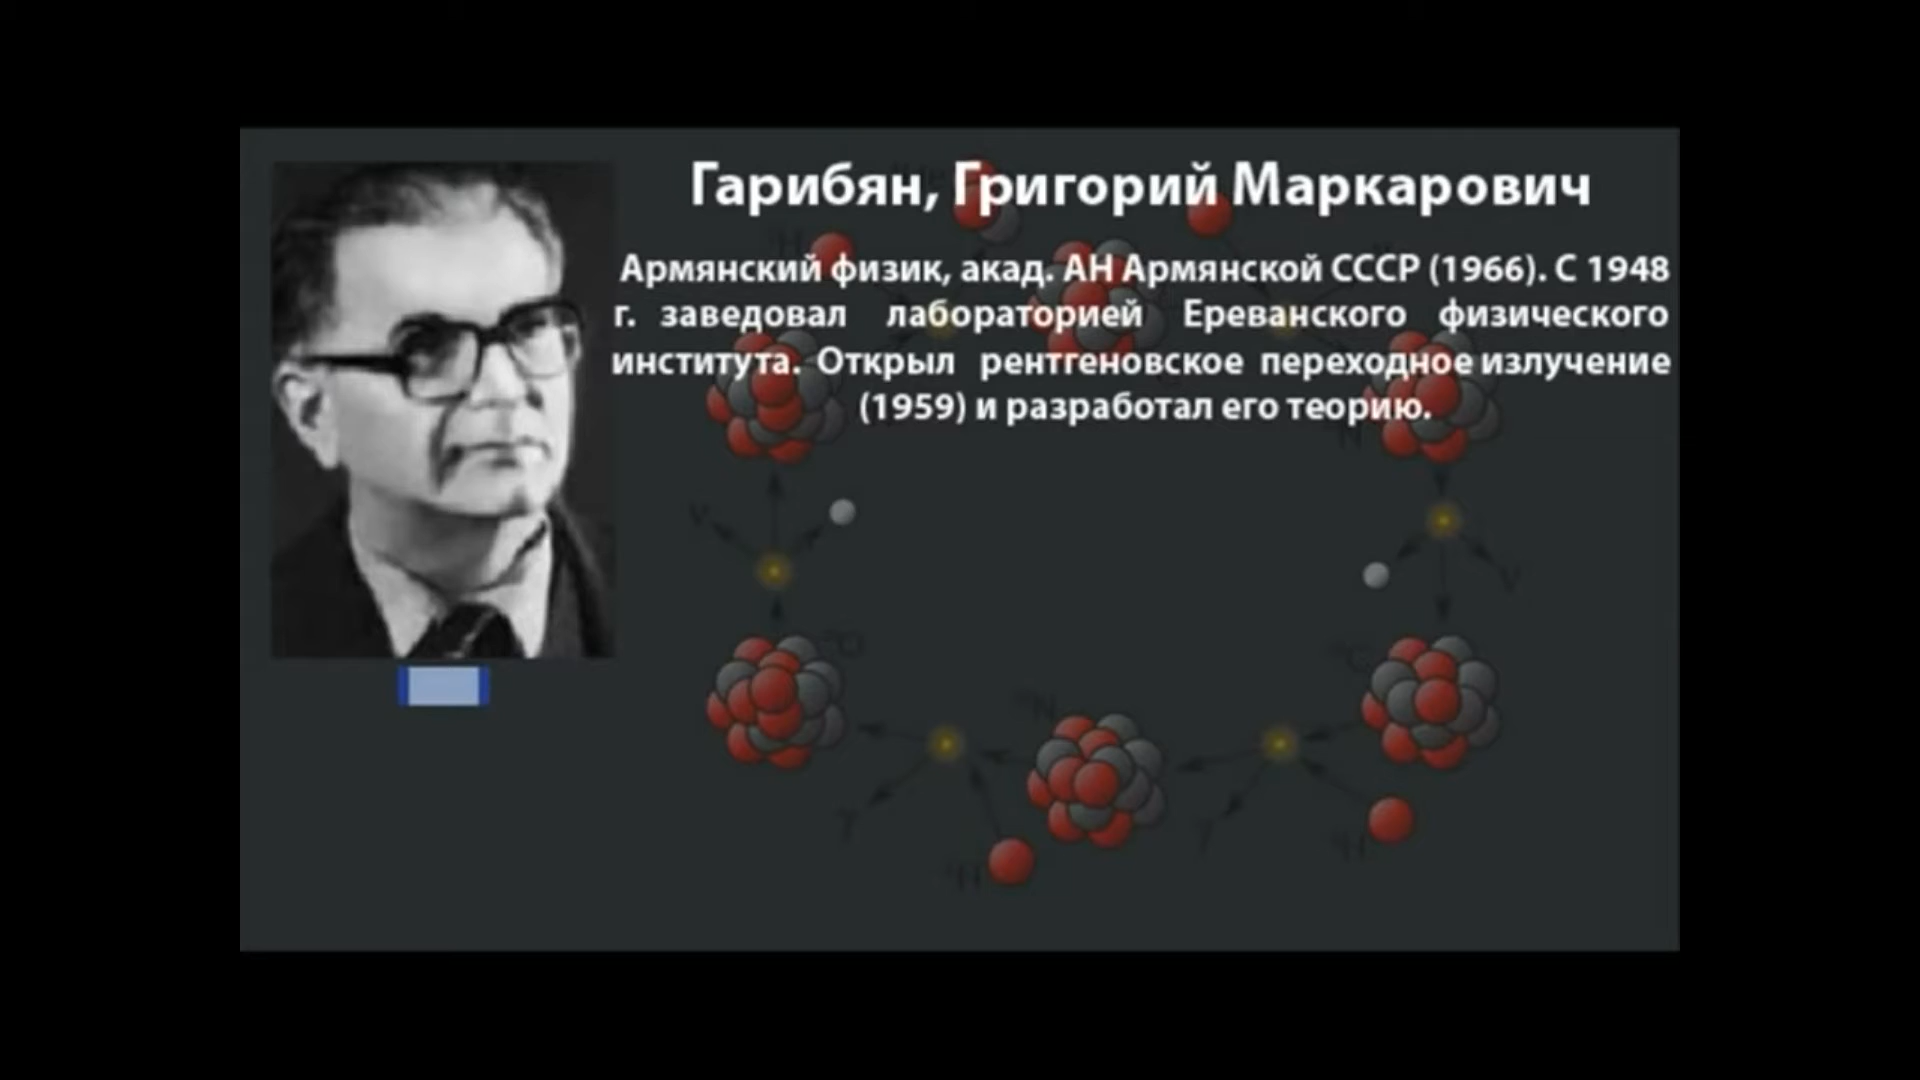 Гарибян, Григорий Маркарович
Армянский физик, акад. АН Армянской СССР (1966). С 1948
г. заведовал лабораторией Ереванского физического
института. Открыл рентгеновское переходное излучение
(1959) и разработал его теорию.